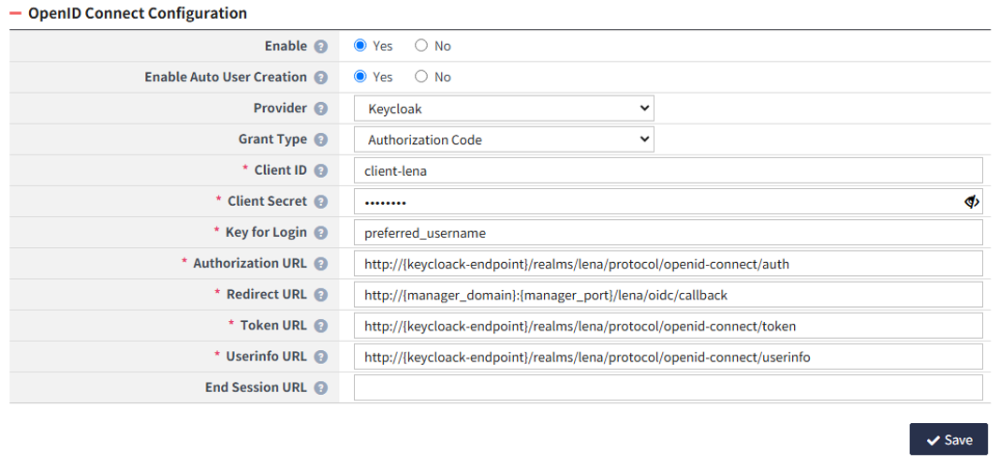 OpenID Connect Configuration
Enable ? Yes No
Enable Auto User Creation ? Yes No
Provider ? Keycloak
Grant Type ? Authorization Code
* Client ID ? client-lena
* Client Secret ? ••••••••
* Key for Login ? preferred_username
* Authorization URL ? http://{keycloack-endpoint}/realms/lena/protocol/openid-connect/auth
* Redirect URL ? http://{manager_domain}:{manager_port}/lena/oidc/callback
* Token URL ? http://{keycloack-endpoint}/realms/lena/protocol/openid-connect/token
* Userinfo URL ? http://{keycloack-endpoint}/realms/lena/protocol/openid-connect/userinfo
End Session URL ?
Save